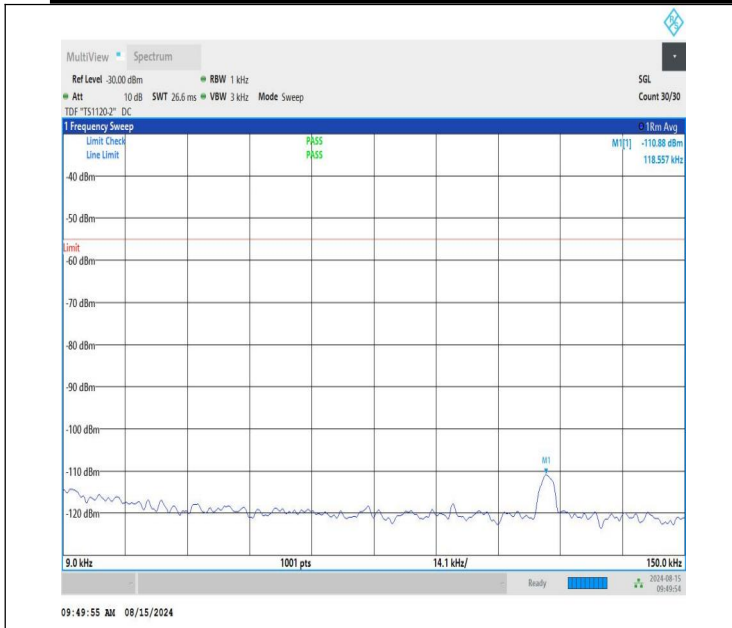 R S
MultiView Spectrum
Ref Level -30.00 dBm RBW 1 kHz SGL
Att 10 dB SWT 26.6 ms VBW 3 kHz Mode Sweep Count 30/30
TDF "TS1120-2" DC
1 Frequency Sweep 1Rm Avg
Limit Check PASS M1[1] -110.88 dBm
Line Limit PASS 118.557 kHz
-40 dBm
-50 dBm
Limit
-60 dBm
-70 dBm
-80 dBm
-90 dBm
-100 dBm
M1
-110 dBm
-120 dBm
9.0 kHz 1001 pts 14.1 kHz/ 150.0 kHz
Ready 2024-08-15
09:49:54
09:49:55 AM 08/15/2024